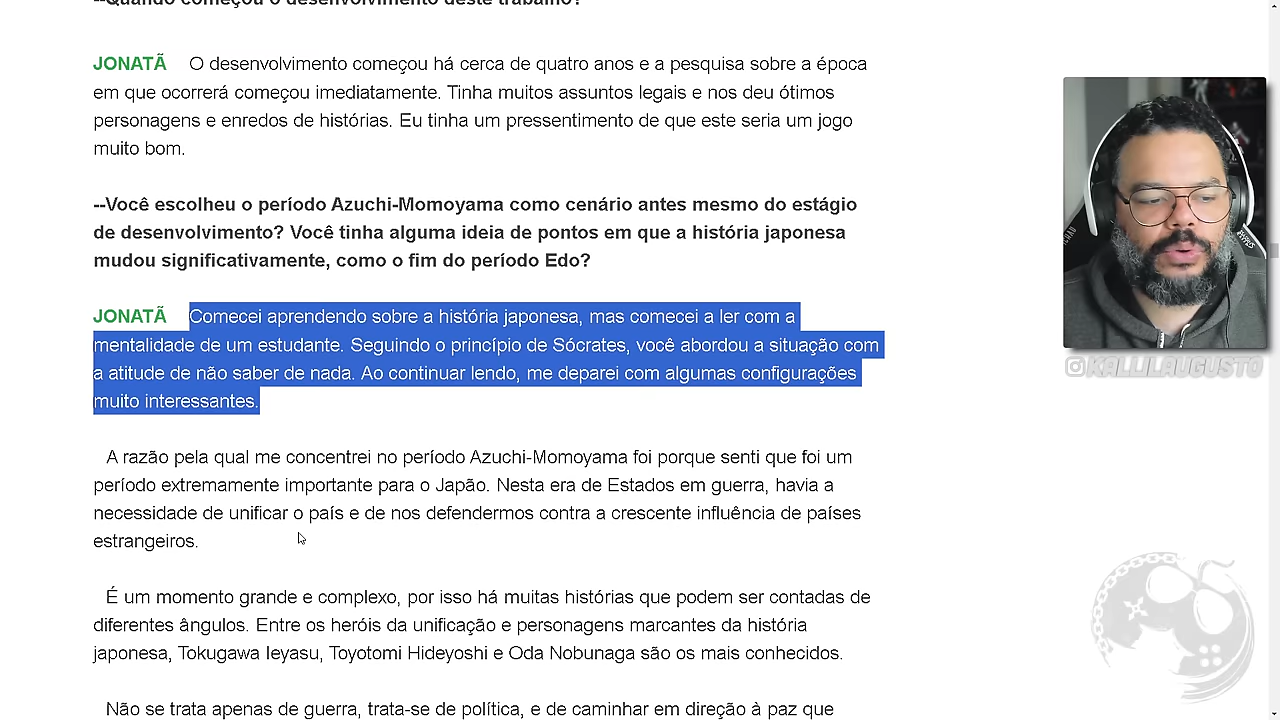 --Quando começou o desenvolvimento deste trabalho?
JONATÃ O desenvolvimento começou há cerca de quatro anos e a pesquisa sobre a época
em que ocorrerá começou imediatamente. Tinha muitos assuntos legais e nos deu ótimos
personagens e enredos de histórias. Eu tinha um pressentimento de que este seria um jogo
muito bom.
--Você escolheu o período Azuchi-Momoyama como cenário antes mesmo do estágio
de desenvolvimento? Você tinha alguma ideia de pontos em que a história japonesa
mudou significativamente, como o fim do período Edo?
JONATÃ Comecei aprendendo sobre a história japonesa, mas comecei a ler com a
mentalidade de um estudante. Seguindo o princípio de Sócrates, você abordou a situação com
a atitude de não saber de nada. Ao continuar lendo, me deparei com algumas configurações
muito interessantes.
A razão pela qual me concentrei no período Azuchi-Momoyama foi porque senti que foi um
período extremamente importante para o Japão. Nesta era de Estados em guerra, havia a
necessidade de unificar o país e de nos defendermos contra a crescente influência de países
estrangeiros.
É um momento grande e complexo, por isso há muitas histórias que podem ser contadas de
diferentes ângulos. Entre os heróis da unificação e personagens marcantes da história
japonesa, Tokugawa Ieyasu, Toyotomi Hideyoshi e Oda Nobunaga são os mais conhecidos.
Não se trata apenas de guerra, trata-se de política, e de caminhar em direção à paz que
@KALLILAUGUSTO